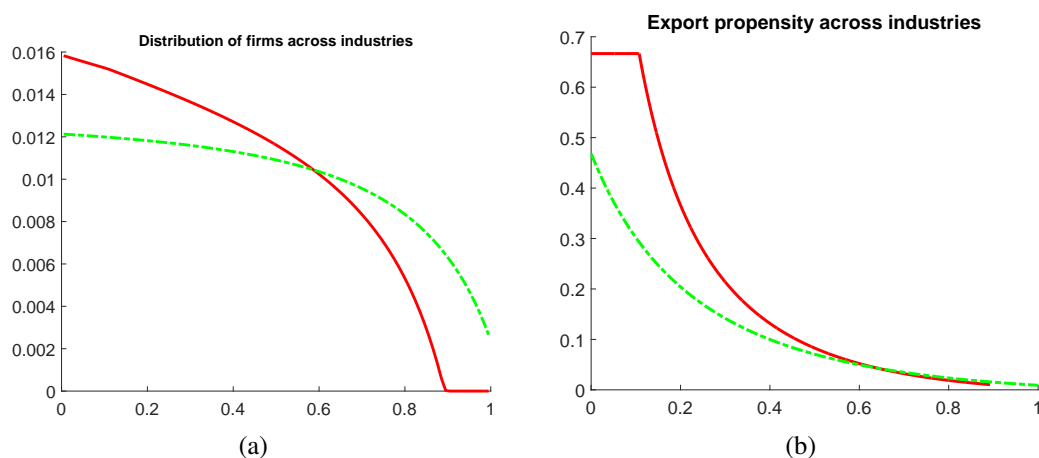 Distribution of firms across industries
0.016
0.014
0.012
0.01
0.008
0.006
0.004
0.002
0
0 0.2 0.4 0.6 0.8 1
(a)
Export propensity across industries
0.7
0.6
0.5
0.4
0.3
0.2
0.1
0
0 0.2 0.4 0.6 0.8 1
(b)